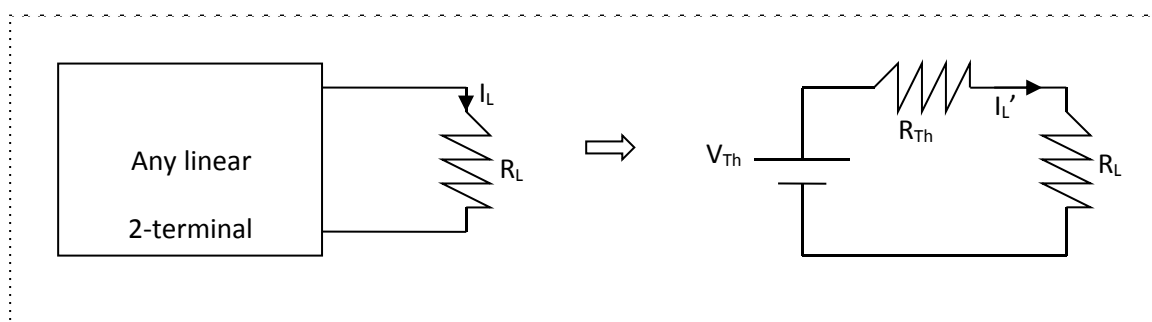 Any linear
2-terminal
I_L
R_L
V_Th
R_Th
I_L’
R_L